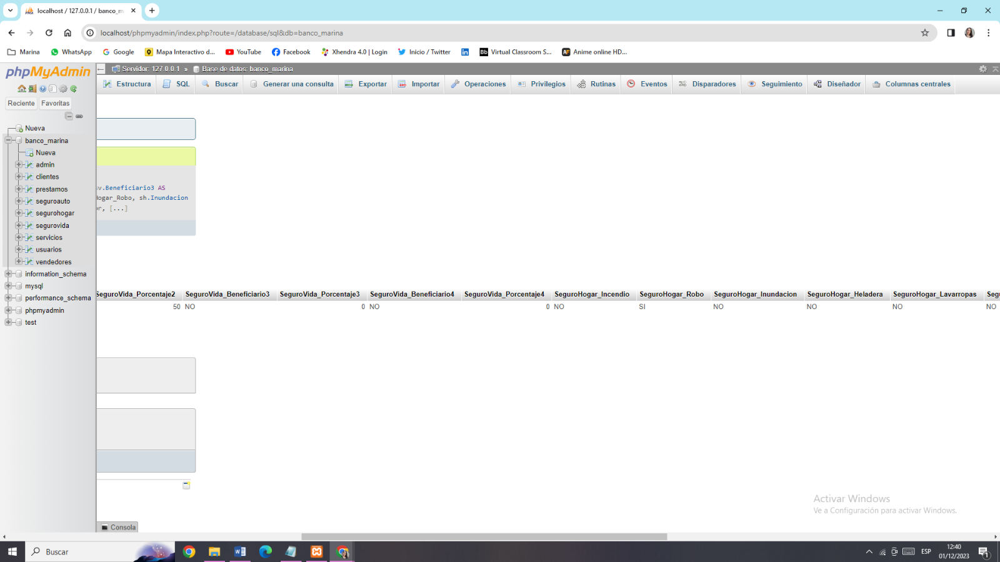 localhost / 127.0.0.1 / banco_m
localhost/phpmyadmin/index.php?route=/database/sql&db=banco_marina
Marina
WhatsApp
Google
Mapa Interactivo d...
YouTube
Facebook
Xhendra 4.0 | Login
Inicio / Twitter
Virtual Classroom S...
Anime online HD...
phpMyAdmin
Servidor: 127.0.0.1 » Base de datos: banco_marina
Estructura
SQL
Buscar
Generar una consulta
Exportar
Importar
Operaciones
Privilegios
Rutinas
Eventos
Disparadores
Seguimiento
Diseñador
Columnas centrales
Reciente
Favoritas
Nueva
banco_marina
Nueva
admin
clientes
prestamos
seguroauto
segurohogar
segurovida
servicios
usuarios
vendedores
information_schema
mysql
performance_schema
phpmyadmin
test
sv.Beneficiario3 AS
Hogar_Robo, sh.Inundacion
or, [...]
SeguroVida_Porcentaje2 SeguroVida_Beneficiario3 SeguroVida_Porcentaje3 SeguroVida_Beneficiario4 SeguroVida_Porcentaje4 SeguroHogar_Incendio SeguroHogar_Robo SeguroHogar_Inundacion SeguroHogar_Heladera SeguroHogar_Lavarropas Segu
50 NO 0 NO 0 NO SI NO NO NO NO
Consola
Activar Windows
Ve a Configuración para activar Windows.
Buscar
ESP
12:40
01/12/2023
1